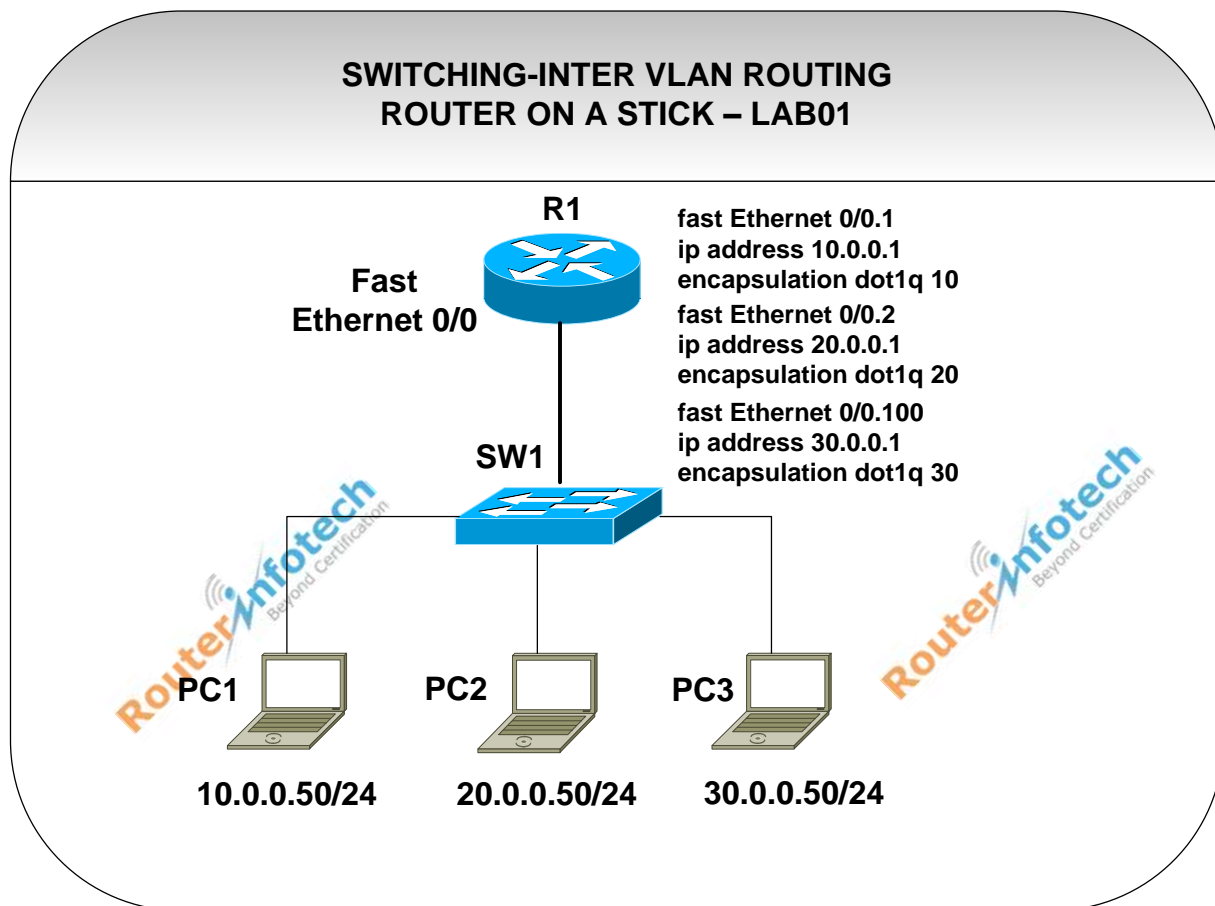 SWITCHING-INTER VLAN ROUTING
ROUTER ON A STICK – LAB01
R1
Fast
Ethernet 0/0
fast Ethernet 0/0.1
ip address 10.0.0.1
encapsulation dot1q 10
fast Ethernet 0/0.2
ip address 20.0.0.1
encapsulation dot1q 20
fast Ethernet 0/0.100
ip address 30.0.0.1
encapsulation dot1q 30
SW1
Router infotech
Beyond Certification
Router infotech
Beyond Certification
PC1
PC2
PC3
10.0.0.50/24
20.0.0.50/24
30.0.0.50/24